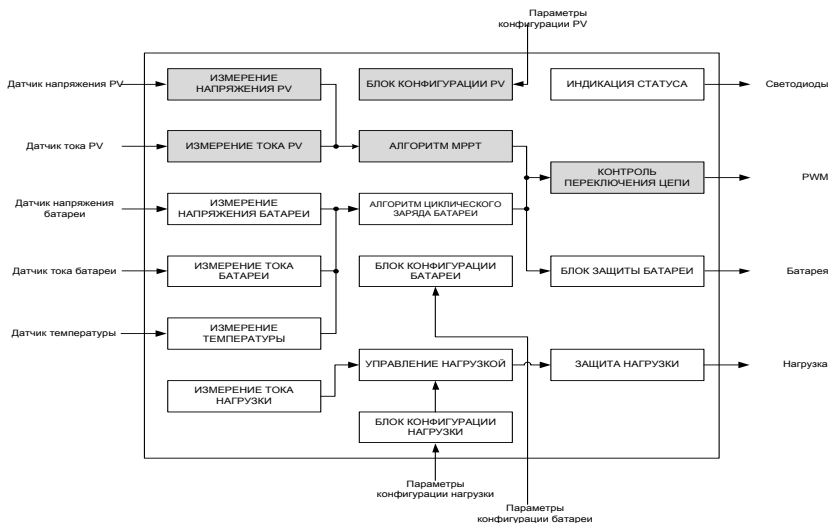 Параметры
конфигурации PV
Датчик напряжения PV
ИЗМЕРЕНИЕ
НАПРЯЖЕНИЯ PV
БЛОК КОНФИГУРАЦИИ PV
ИНДИКАЦИЯ СТАТУСА
Светодиоды
Датчик тока PV
ИЗМЕРЕНИЕ ТОКА PV
АЛГОРИТМ МРРТ
КОНТРОЛЬ
ПЕРЕКЛЮЧЕНИЯ ЦЕПИ
PWM
Датчик напряжения
батареи
ИЗМЕРЕНИЕ
НАПРЯЖЕНИЯ БАТАРЕИ
АЛГОРИТМ ЦИКЛИЧЕСКОГО
ЗАРЯДА БАТАРЕИ
Датчик тока батареи
ИЗМЕРЕНИЕ ТОКА
БАТАРЕИ
БЛОК КОНФИГУРАЦИИ
БАТАРЕИ
БЛОК ЗАЩИТЫ БАТАРЕИ
Батарея
Датчик температуры
ИЗМЕРЕНИЕ
ТЕМПЕРАТУРЫ
УПРАВЛЕНИЕ НАГРУЗКОЙ
ЗАЩИТА НАГРУЗКИ
Нагрузка
ИЗМЕРЕНИЕ ТОКА
НАГРУЗКИ
БЛОК КОНФИГУРАЦИИ
НАГРУЗКИ
Параметры
конфигурации нагрузки
Параметры
конфигурации батареи